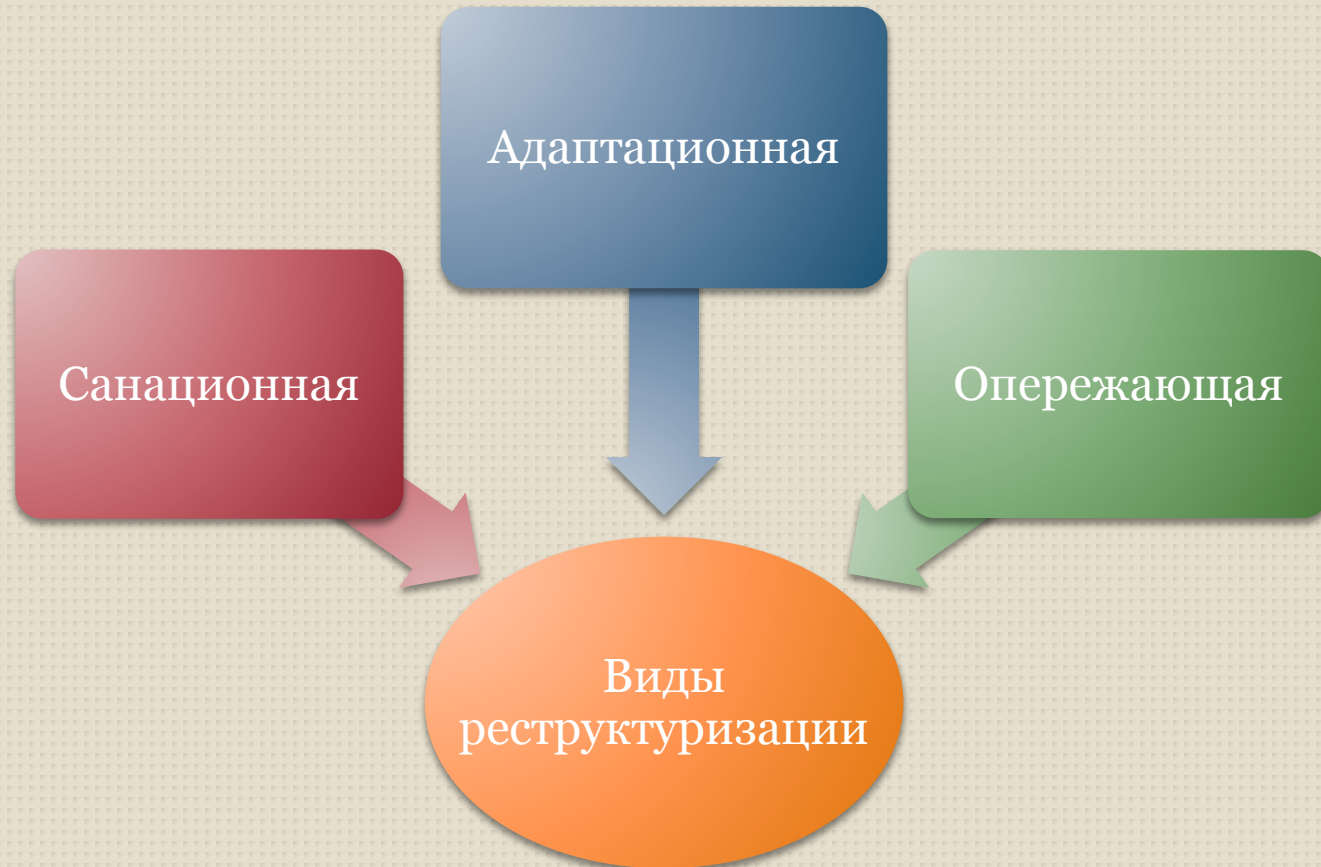 Адаптационная
Санационная
Опережающая
Виды
реструктуризации